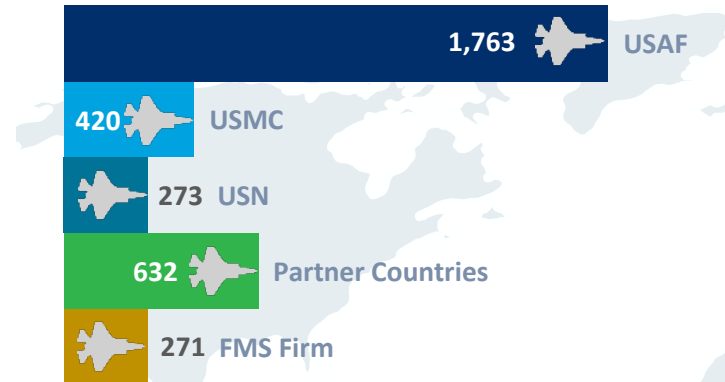 1,763 USAF
420 USMC
273 USN
632 Partner Countries
271 FMS Firm